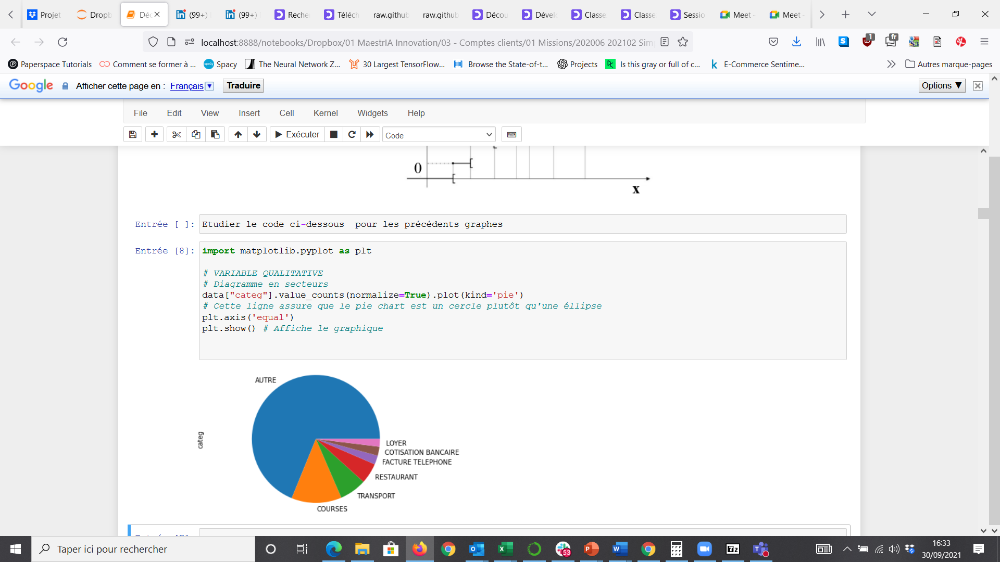 Projet
Dropb
Déc
(99+)
(99+)
Reche
Téléch
raw.github
raw.github
Découv
Dévelo
Classe
Classe
Sessio
Meet -
Meet -
localhost:8888/notebooks/Dropbox/01 MaestrIA Innovation/03 - Comptes clients/01 Missions/202006 202102 Sim
1
fr
Paperspace Tutorials
Comment se former à ...
Spacy
The Neural Network Z...
30 Largest TensorFlow...
Browse the State-of-t...
Projects
Is this gray or full of c...
E-Commerce Sentime...
Autres marque-pages
Google Afficher cette page en : Français Traduire
Options ▼
File Edit View Insert Cell Kernel Widgets Help
Exécuter
Code
0
x
Entrée [ ]: Etudier le code ci-dessous  pour les précédents graphes
Entrée [8]: import matplotlib.pyplot as plt
# VARIABLE QUALITATIVE
# Diagramme en secteurs
data["categ"].value_counts(normalize=True).plot(kind='pie')
# Cette ligne assure que le pie chart est un cercle plutôt qu'une éllipse
plt.axis('equal')
plt.show() # Affiche le graphique
AUTRE
categ
LOYER
COTISATION BANCAIRE
FACTURE TELEPHONE
RESTAURANT
TRANSPORT
COURSES
Taper ici pour rechercher
53
16:33
30/09/2021